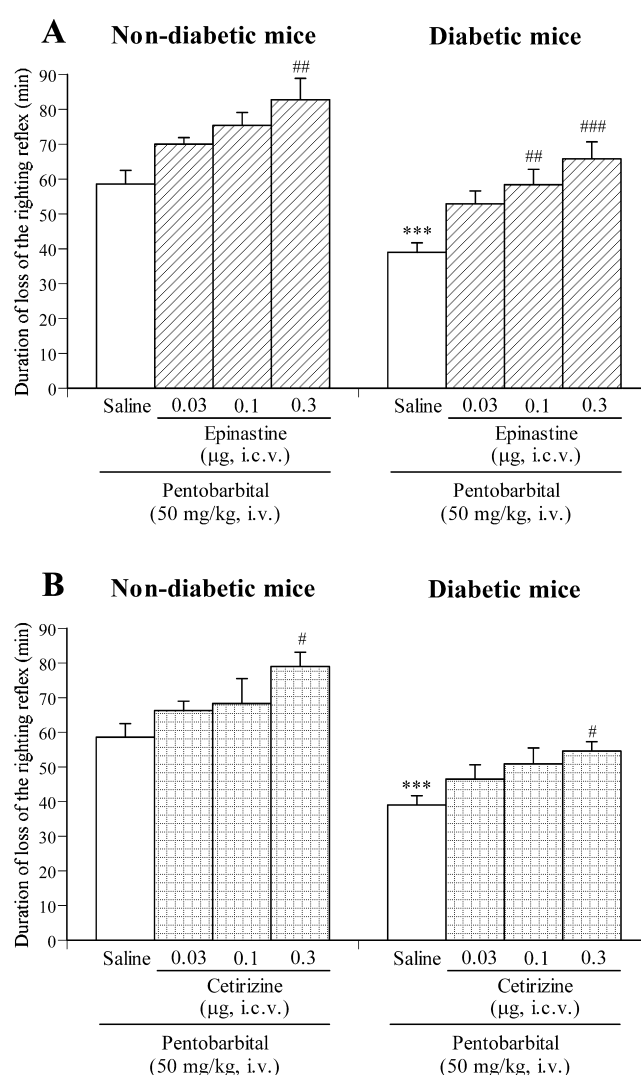 A
Non-diabetic mice
Diabetic mice
Duration of loss of the righting reflex (min)
90
80
70
60
50
40
30
20
10
0
##
***
##
###
Saline 0.03 0.1 0.3
Epinastine
(μg, i.c.v.)
Pentobarbital
(50 mg/kg, i.v.)
Saline 0.03 0.1 0.3
Epinastine
(μg, i.c.v.)
Pentobarbital
(50 mg/kg, i.v.)
B
Non-diabetic mice
Diabetic mice
Duration of loss of the righting reflex (min)
90
80
70
60
50
40
30
20
10
0
#
***
#
Saline 0.03 0.1 0.3
Cetirizine
(μg, i.c.v.)
Pentobarbital
(50 mg/kg, i.v.)
Saline 0.03 0.1 0.3
Cetirizine
(μg, i.c.v.)
Pentobarbital
(50 mg/kg, i.v.)